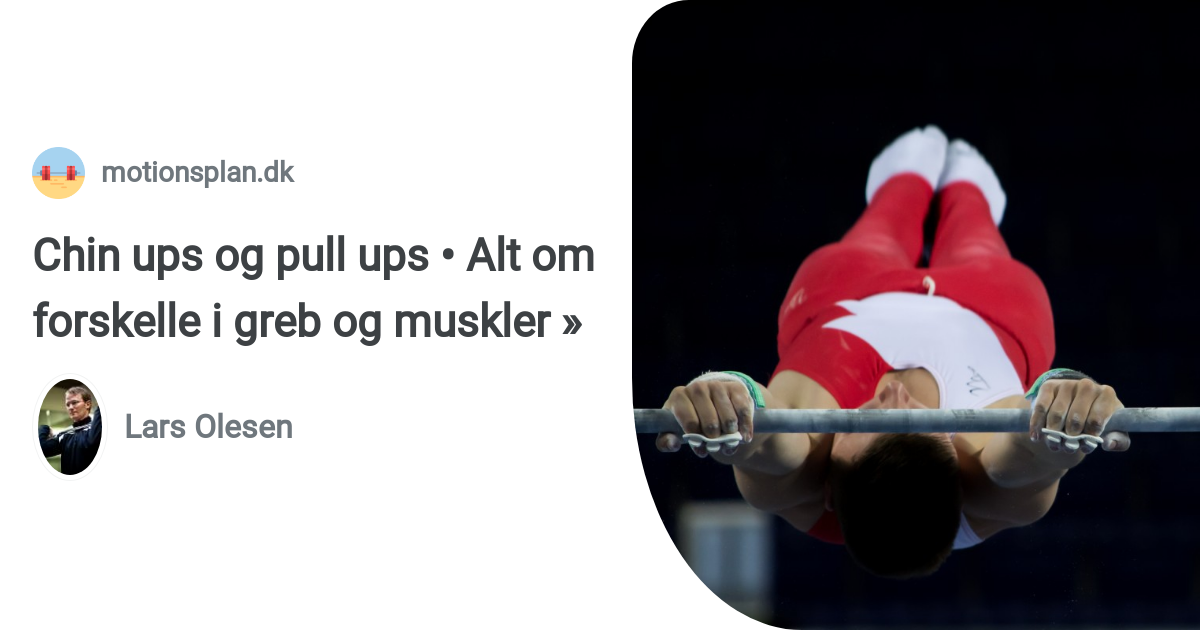 motionsplan.dk
Chin ups og pull ups • Alt om
forskelle i greb og muskler »
Lars Olesen